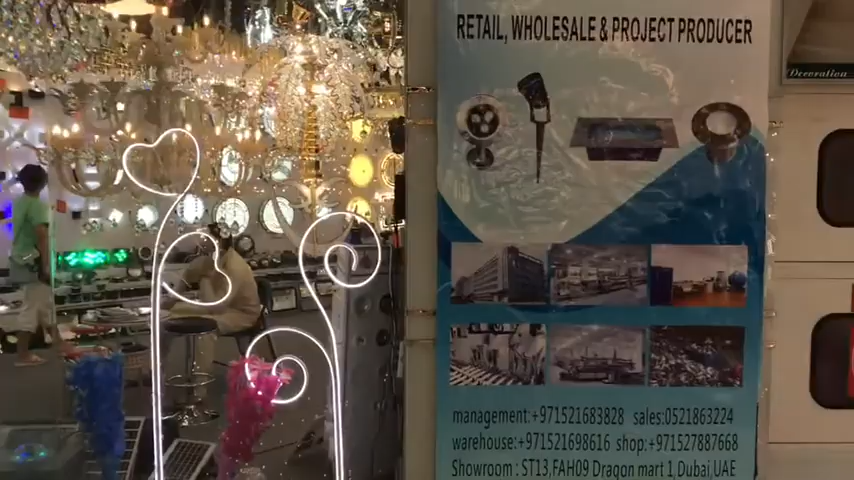 RETAIL, WHOLESALE & PROJECT PRODUCER
Decoration
management:+971521683828 sales:0521863224
warehouse:+971521698616 shop:+971527887687
Showroom:ST13,FAH09 Dragon mart 1,Dubai,UAE